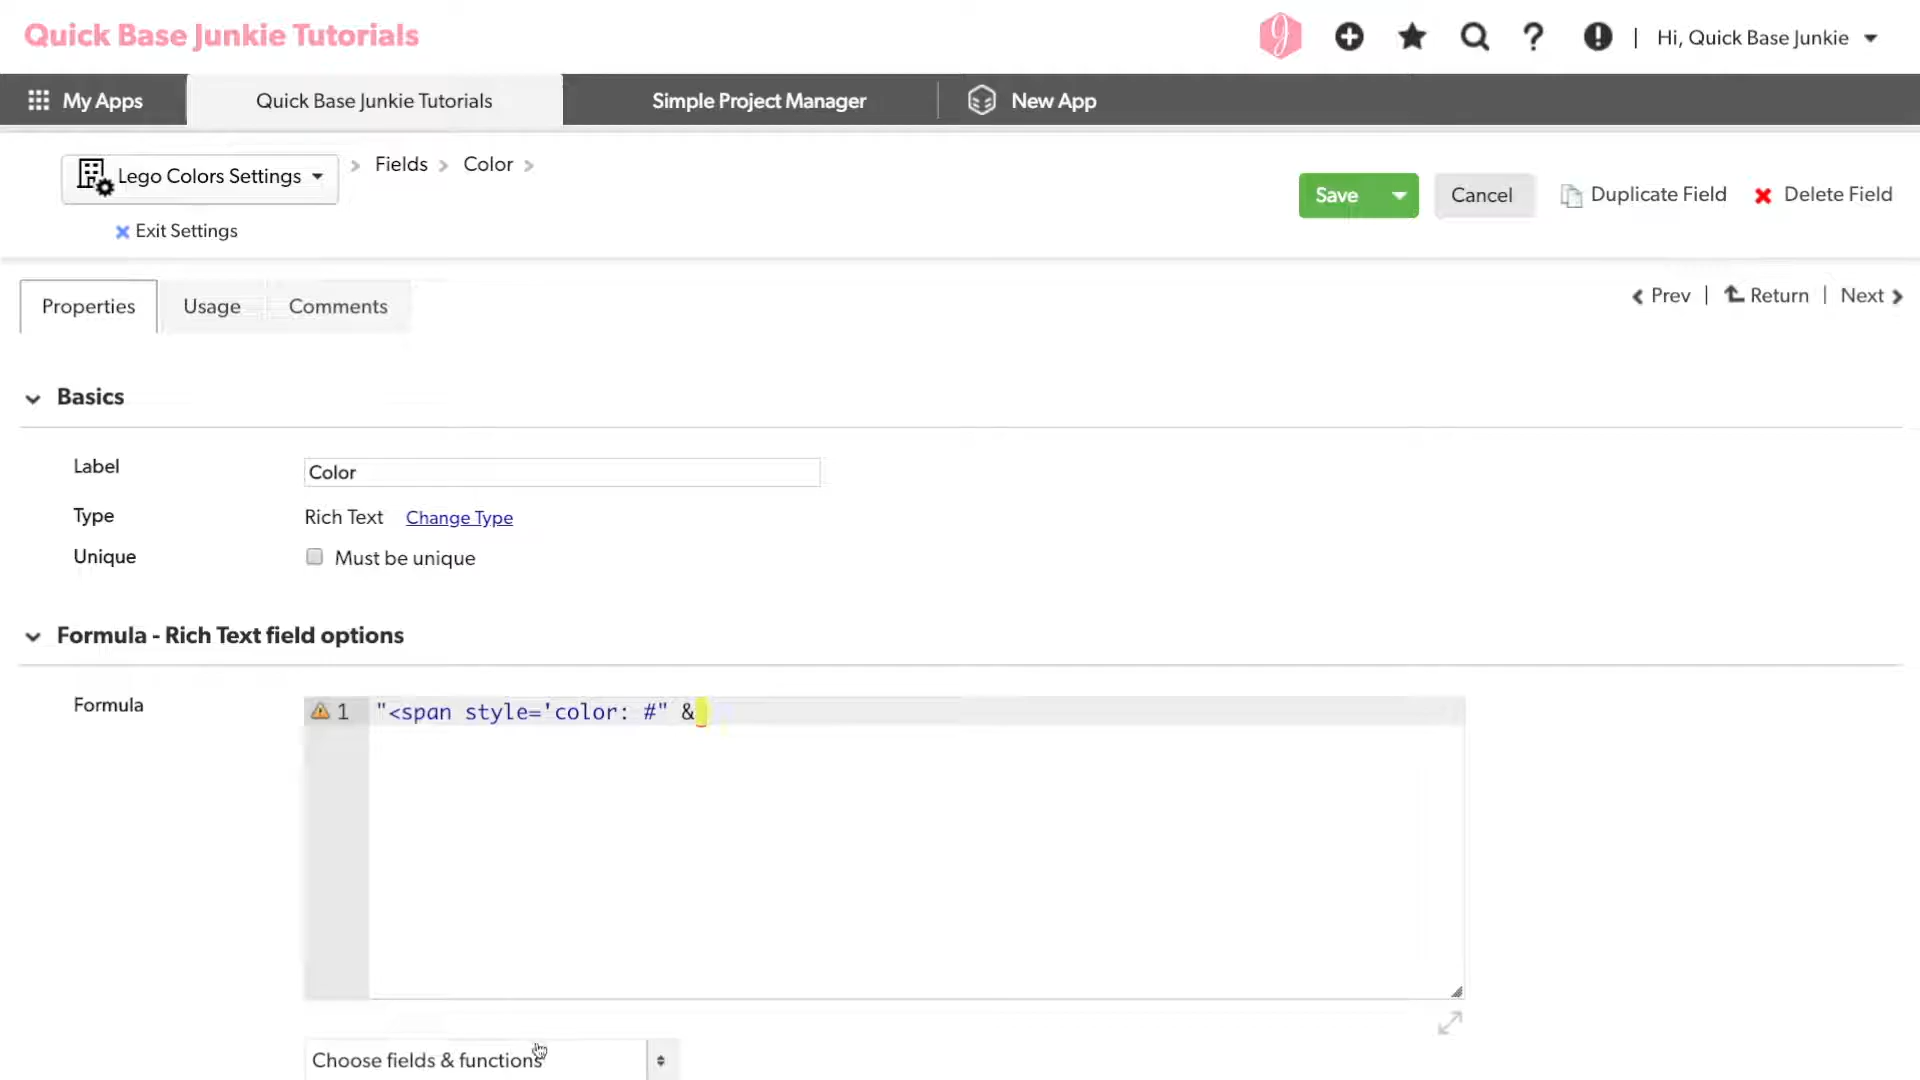 Quick Base Junkie Tutorials
Hi, Quick Base Junkie
My Apps
Quick Base Junkie Tutorials
Simple Project Manager
New App
Lego Colors Settings
Fields
Color
Exit Settings
Save
Cancel
Duplicate Field
Delete Field
Properties
Usage
Comments
Prev | Return | Next
Basics
Label
Color
Type
Rich Text Change Type
Unique
Must be unique
Formula - Rich Text field options
Formula
1 "<span style='color: #" &
Choose fields & functions